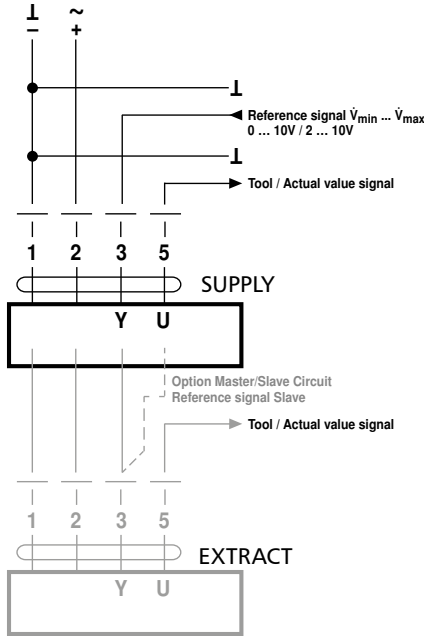 ⊥ ~
− +
⊥
Reference signal V̇min ... V̇max
0 ... 10V / 2 ... 10V
⊥
Tool / Actual value signal
1 2 3 5
SUPPLY
Y U
Option Master/Slave Circuit
Reference signal Slave
Tool / Actual value signal
1 2 3 5
EXTRACT
Y U